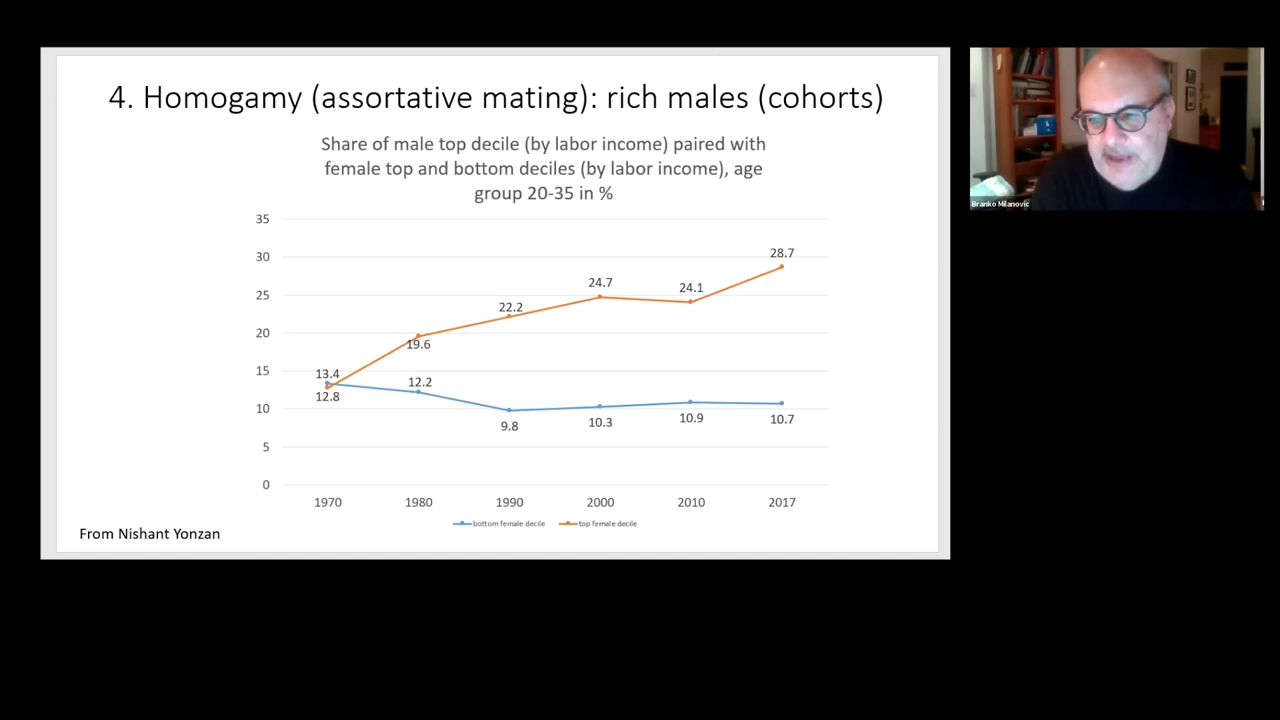 4. Homogamy (assortative mating): rich males (cohorts)
Share of male top decile (by labor income) paired with
female top and bottom deciles (by labor income), age
group 20-35 in %
35
30
25
20
15
10
5
0
13.4
12.8
19.6
12.2
22.2
9.8
24.7
10.3
24.1
10.9
28.7
10.7
1970 1980 1990 2000 2010 2017
bottom female decile top female decile
From Nishant Yonzan
Branko Milanovic